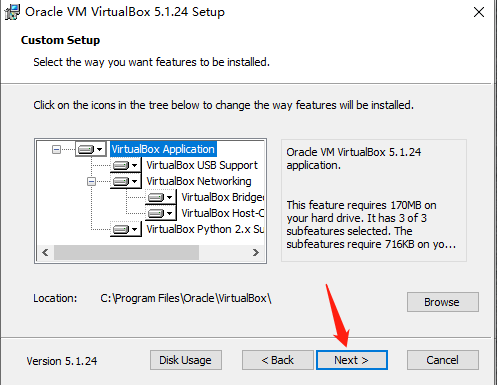 Oracle VM VirtualBox 5.1.24 Setup
Custom Setup
Select the way you want features to be installed.
Click on the icons in the tree below to change the way features will be installed.
VirtualBox Application
VirtualBox USB Support
VirtualBox Networking
VirtualBox Bridged
VirtualBox Host-O
VirtualBox Python 2.x Su
Oracle VM VirtualBox 5.1.24
application.
This feature requires 170MB on
your hard drive. It has 3 of 3
subfeatures selected. The
subfeatures require 716KB on yo...
Location:
C:\Program Files\Oracle\VirtualBox\
Browse
Version 5.1.24
Disk Usage
< Back
Next >
Cancel